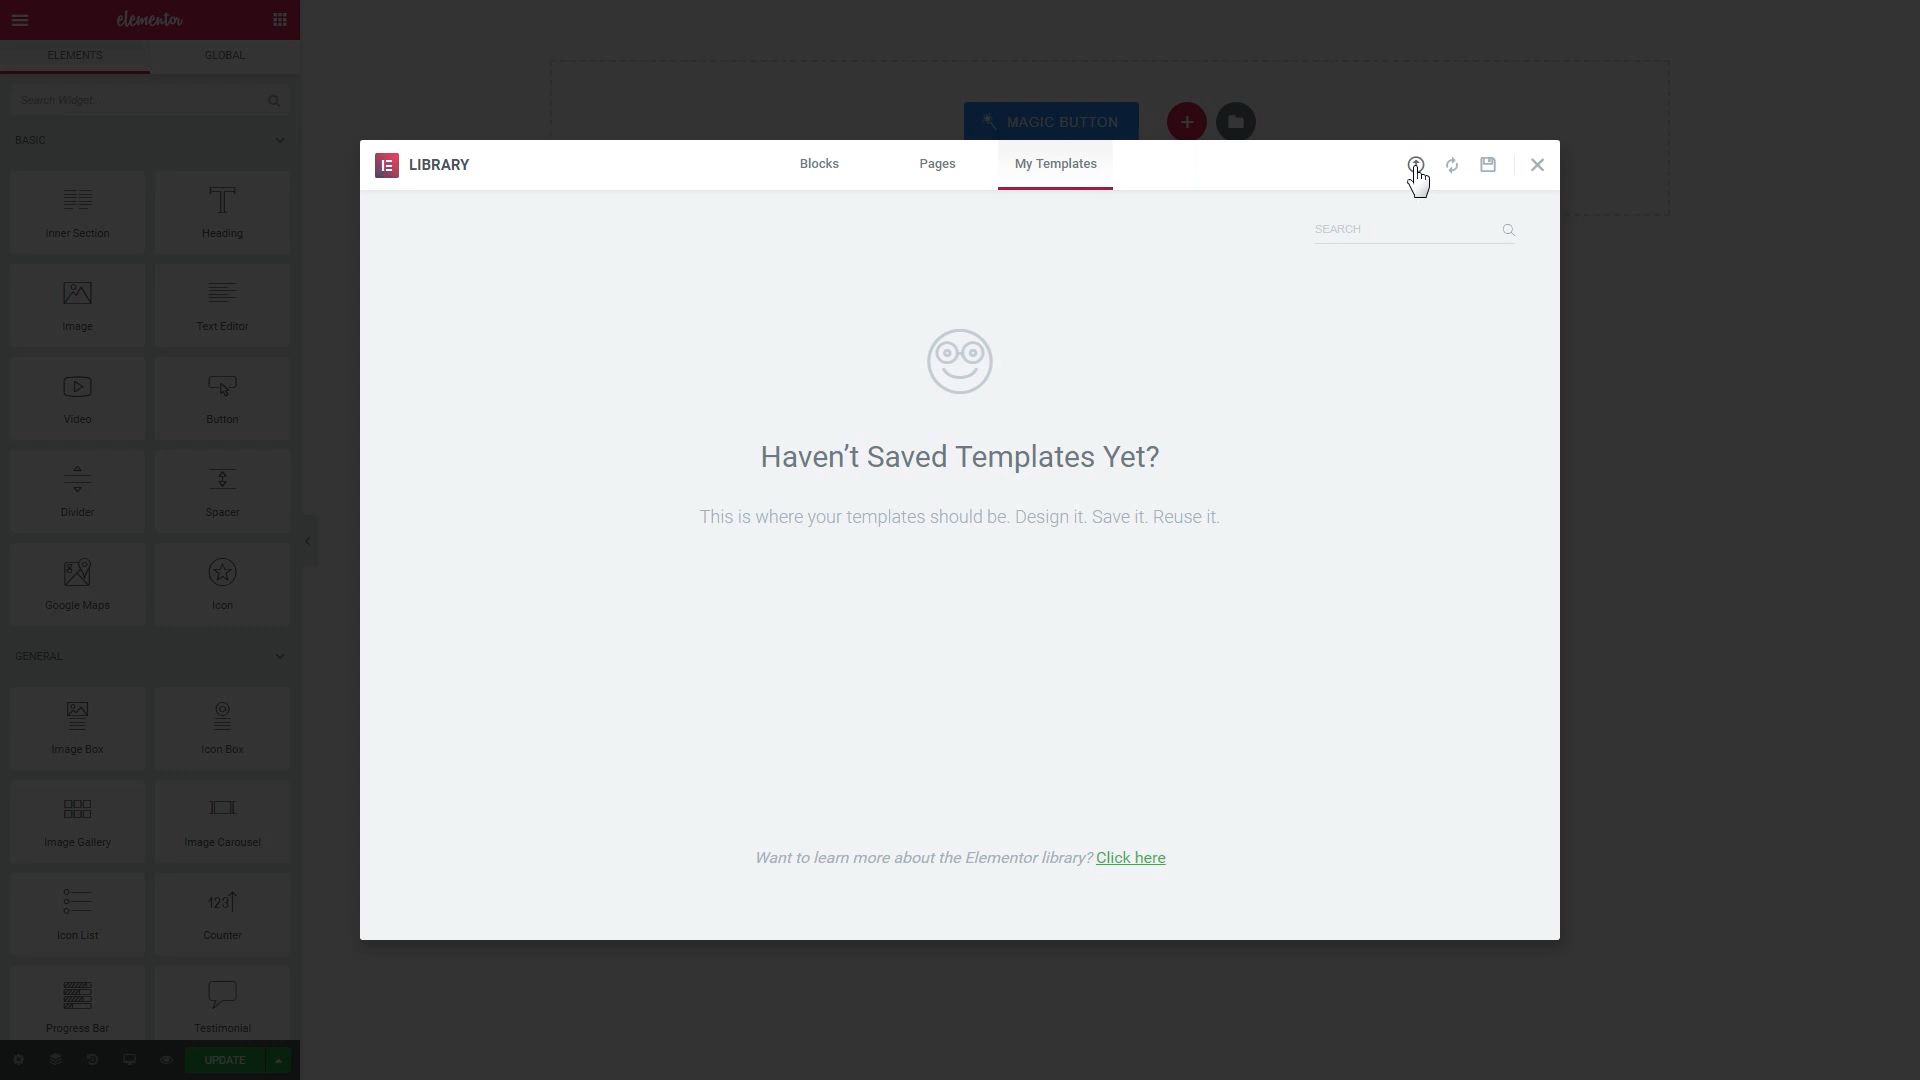 elementor
ELEMENTS
GLOBAL
Search Widget...
BASIC
Inner Section
Heading
Image
Text Editor
Video
Button
Divider
Spacer
Google Maps
Icon
GENERAL
Image Box
Icon Box
Image Gallery
Image Carousel
Icon List
123
Counter
Progress Bar
Testimonial
UPDATE
MAGIC BUTTON
LIBRARY
Blocks
Pages
My Templates
SEARCH
Haven’t Saved Templates Yet?
This is where your templates should be. Design it. Save it. Reuse it.
Want to learn more about the Elementor library? Click here